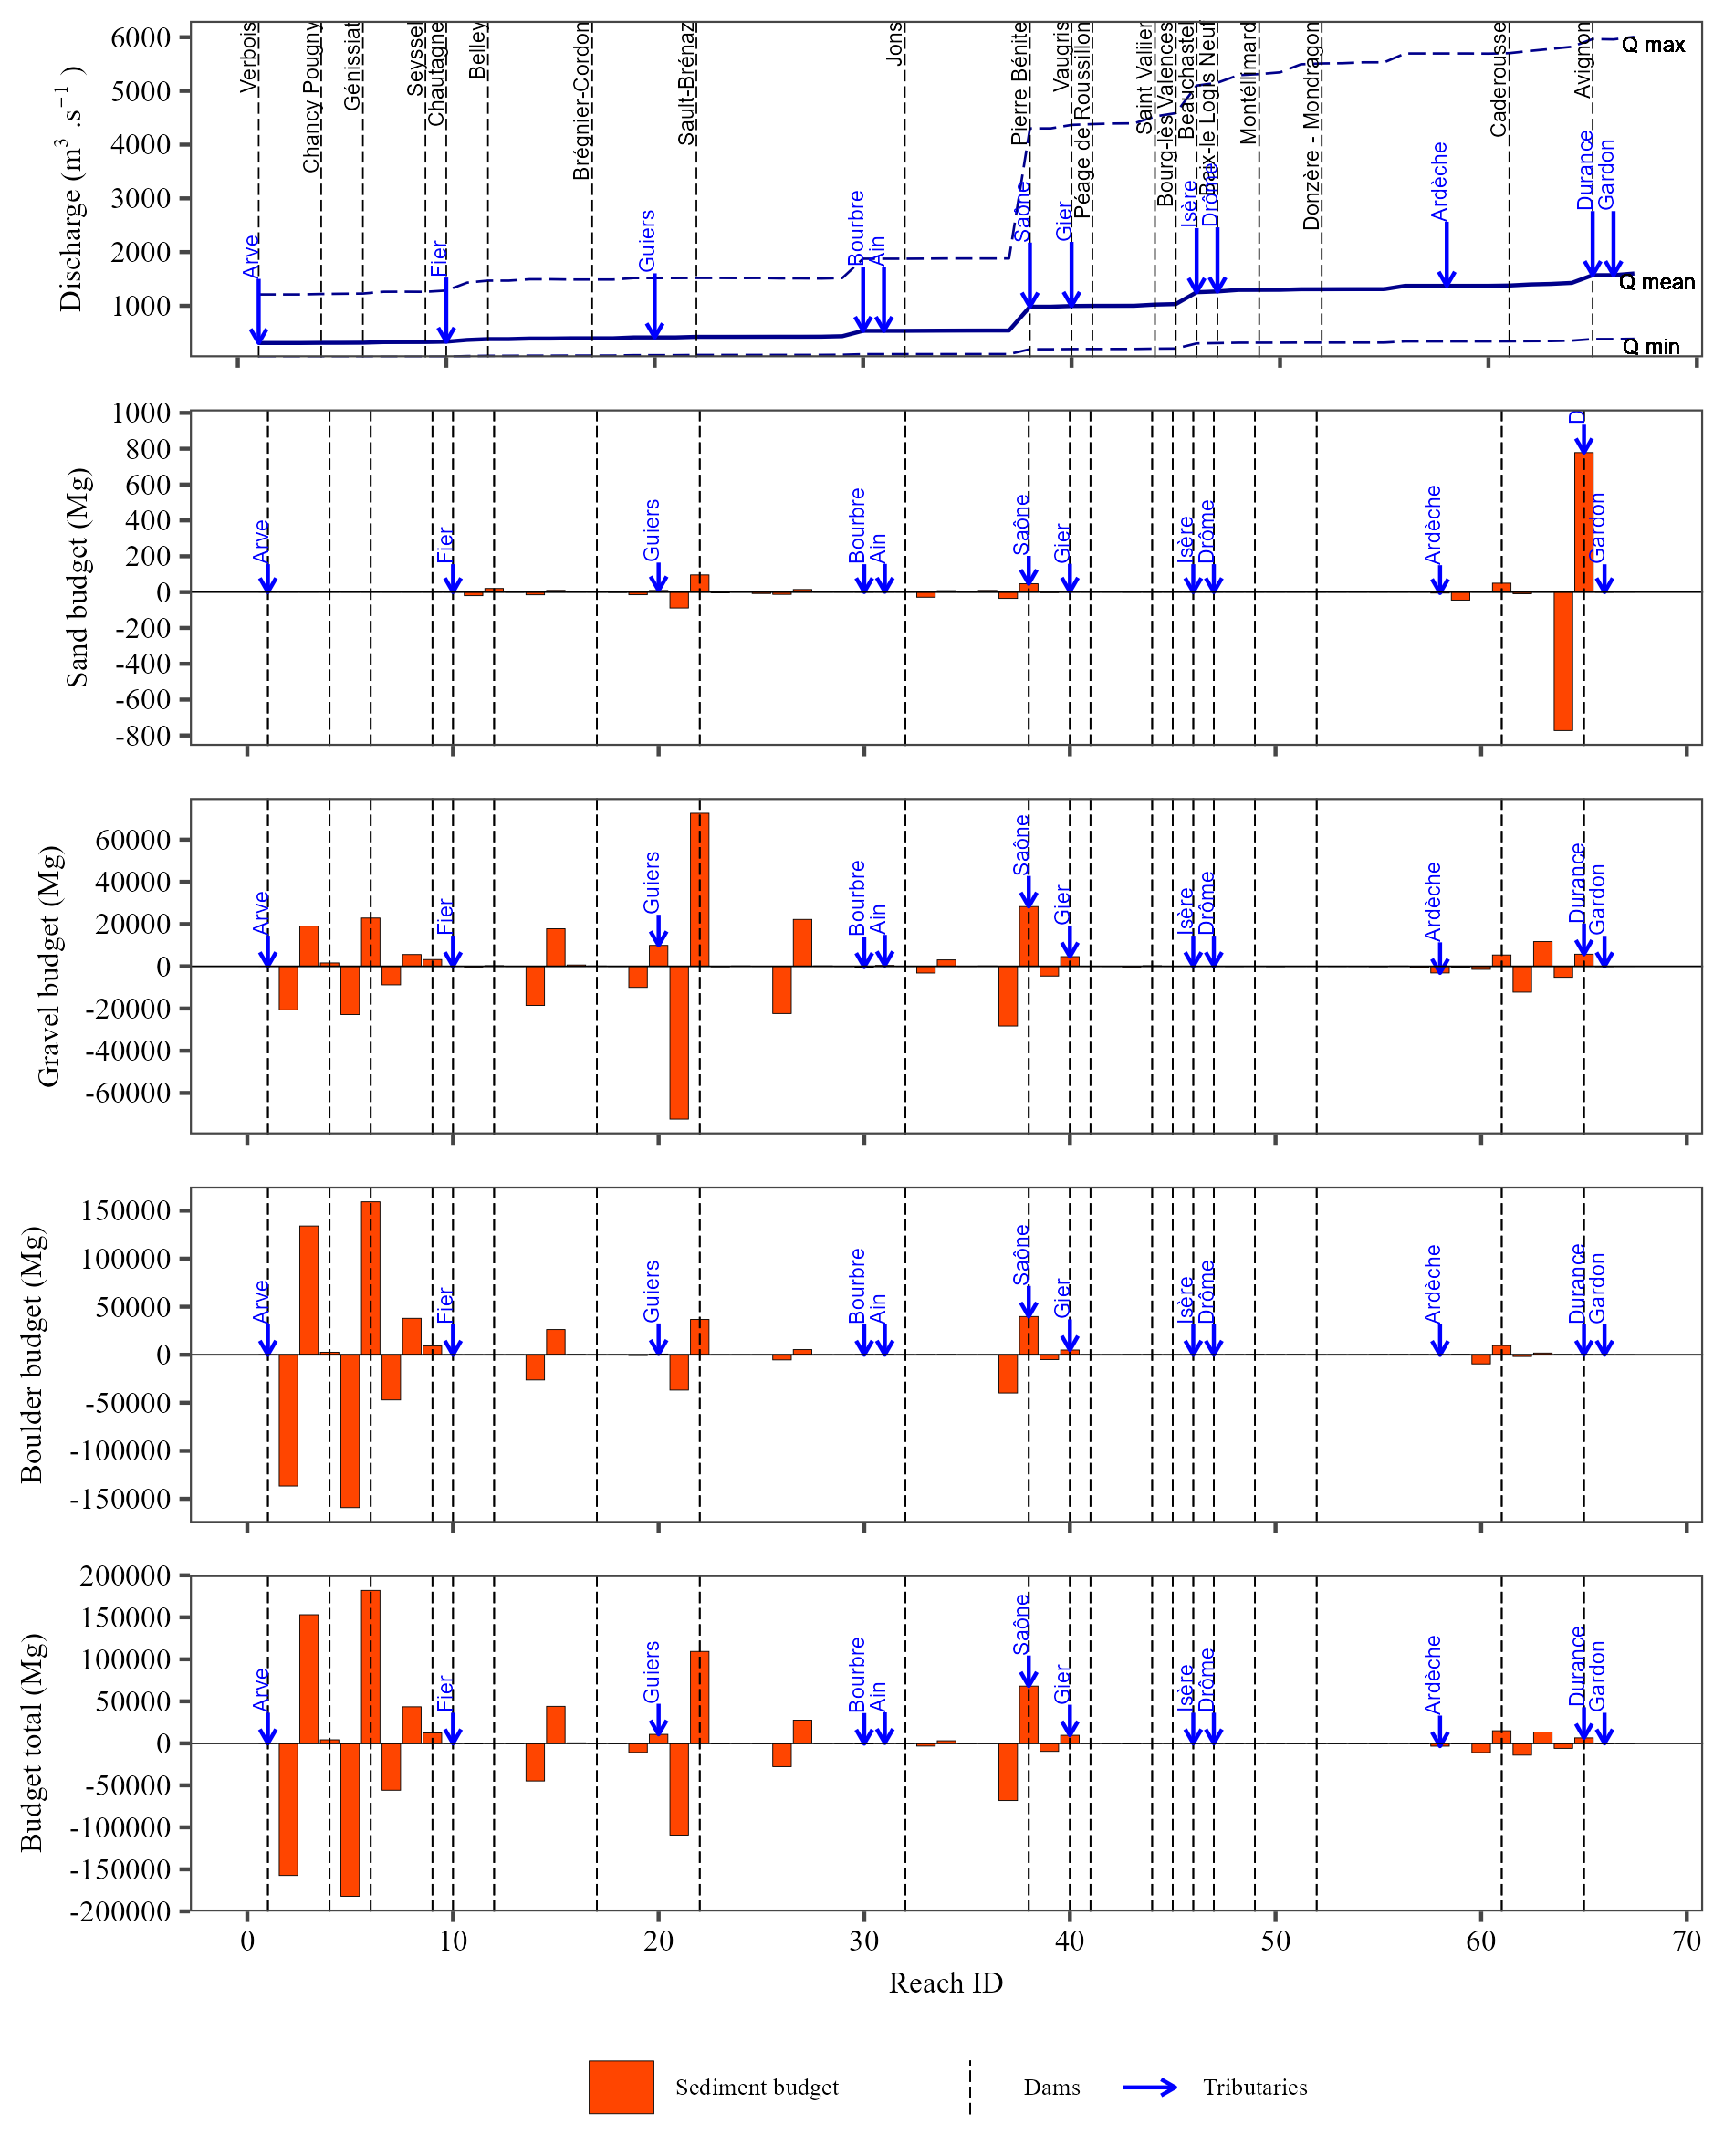 Discharge (m³ .s⁻¹ )
6000
5000
4000
3000
2000
1000
Verbois
Chancy Pougny
Génissiat
Seyssel
Chautagne
Belley
Brégnier-Cordon
Sault-Brénaz
Jons
Pierre Bénite
Vaugris
Péage de Roussillon
Saint Vallier
Bourg-lès Valences
Beauchastel
Baix-le Logis Neuf
Montélimard
Donzère - Mondragon
Caderousse
Avignon
Arve
Fier
Guiers
Bourbre
Ain
Saône
Gier
Isère
Drôme
Ardèche
Durance
Gardon
Q max
Q mean
Q min
Sand budget (Mg)
1000
800
600
400
200
0
-200
-400
-600
-800
Arve
Fier
Guiers
Bourbre
Ain
Saône
Gier
Isère
Drôme
Ardèche
D
Gardon
Gravel budget (Mg)
60000
40000
20000
0
-20000
-40000
-60000
Arve
Fier
Guiers
Bourbre
Ain
Saône
Gier
Isère
Drôme
Ardèche
Durance
Gardon
Boulder budget (Mg)
150000
100000
50000
0
-50000
-100000
-150000
Arve
Fier
Guiers
Bourbre
Ain
Saône
Gier
Isère
Drôme
Ardèche
Durance
Gardon
Budget total (Mg)
200000
150000
100000
50000
0
-50000
-100000
-150000
-200000
Arve
Fier
Guiers
Bourbre
Ain
Saône
Gier
Isère
Drôme
Ardèche
Durance
Gardon
0 10 20 30 40 50 60 70
Reach ID
Sediment budget Dams Tributaries